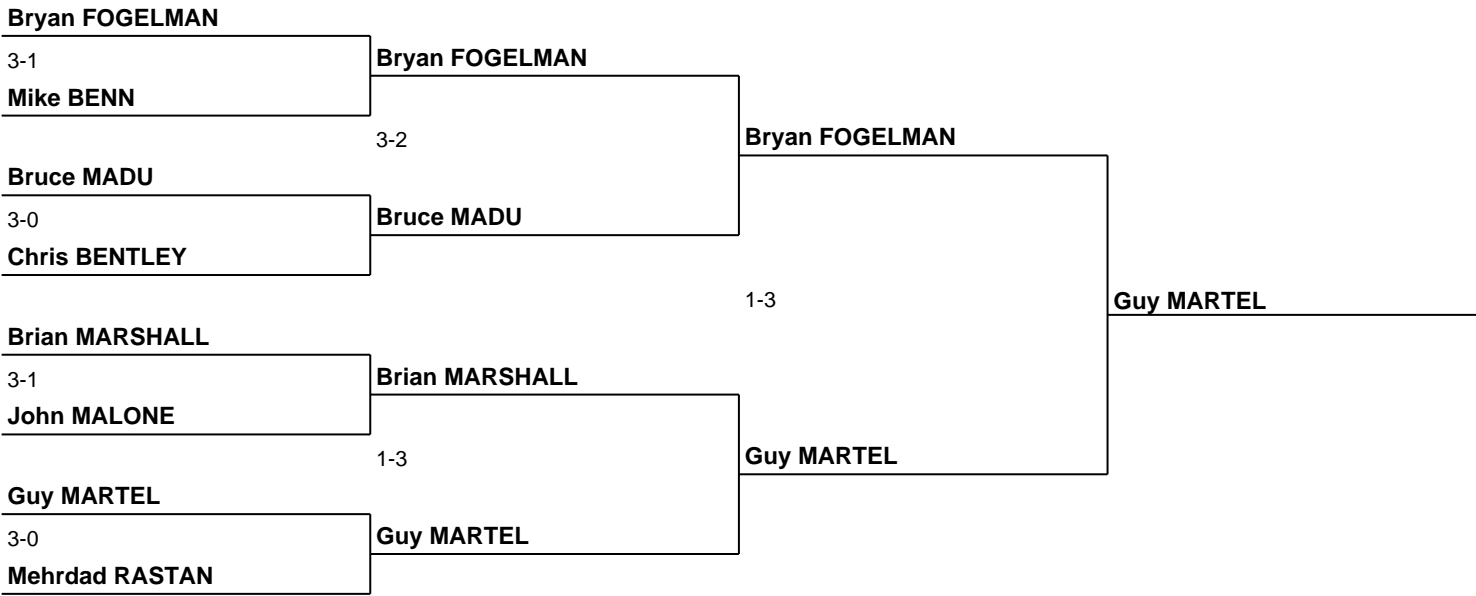 Bryan FOGELMAN
3-1
Mike BENN
Bruce MADU
3-0
Chris BENTLEY
Brian MARSHALL
3-1
John MALONE
Guy MARTEL
3-0
Mehrdad RASTAN
Bryan FOGELMAN
3-2
Bruce MADU
Brian MARSHALL
1-3
Guy MARTEL
Bryan FOGELMAN
1-3
Guy MARTEL
Guy MARTEL